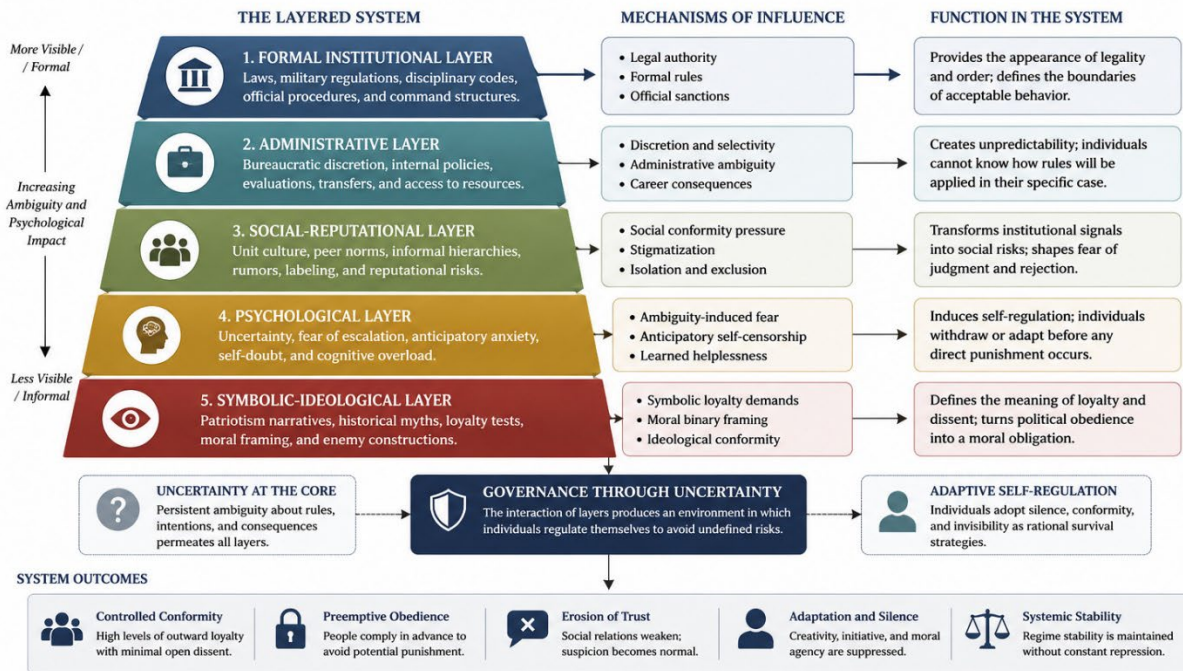 THE LAYERED SYSTEM
MECHANISMS OF INFLUENCE
FUNCTION IN THE SYSTEM
More Visible /
/ Formal
Increasing
Ambiguity and
Psychological
Impact
Less Visible
/ Informal
1. FORMAL INSTITUTIONAL LAYER
Laws, military regulations, disciplinary codes,
official procedures, and command structures.
• Legal authority
• Formal rules
• Official sanctions
Provides the appearance of legality
and order; defines the boundaries
of acceptable behavior.
2. ADMINISTRATIVE LAYER
Bureaucratic discretion, internal policies,
evaluations, transfers, and access to resources.
• Discretion and selectivity
• Administrative ambiguity
• Career consequences
Creates unpredictability; individuals
cannot know how rules will be
applied in their specific case.
3. SOCIAL-REPUTATIONAL LAYER
Unit culture, peer norms, informal hierarchies,
rumors, labeling, and reputational risks.
• Social conformity pressure
• Stigmatization
• Isolation and exclusion
Transforms institutional signals
into social risks; shapes fear of
judgment and rejection.
4. PSYCHOLOGICAL LAYER
Uncertainty, fear of escalation, anticipatory anxiety,
self-doubt, and cognitive overload.
• Ambiguity-induced fear
• Anticipatory self-censorship
• Learned helplessness
Induces self-regulation; individuals
withdraw or adapt before any
direct punishment occurs.
5. SYMBOLIC-IDEOLOGICAL LAYER
Patriotism narratives, historical myths, loyalty tests,
moral framing, and enemy constructions.
• Symbolic loyalty demands
• Moral binary framing
• Ideological conformity
Defines the meaning of loyalty and
dissent; turns political obedience
into a moral obligation.
?
UNCERTAINTY AT THE CORE
Persistent ambiguity about rules,
intentions, and consequences
permeates all layers.
GOVERNANCE THROUGH UNCERTAINTY
The interaction of layers produces an environment in which
individuals regulate themselves to avoid undefined risks.
ADAPTIVE SELF-REGULATION
Individuals adopt silence, conformity,
and invisibility as rational survival
strategies.
SYSTEM OUTCOMES
Controlled Conformity
High levels of outward loyalty
with minimal open dissent.
Preemptive Obedience
People comply in advance to
avoid potential punishment.
Erosion of Trust
Social relations weaken;
suspicion becomes normal.
Adaptation and Silence
Creativity, initiative, and moral
agency are suppressed.
Systemic Stability
Regime stability is maintained
without constant repression.